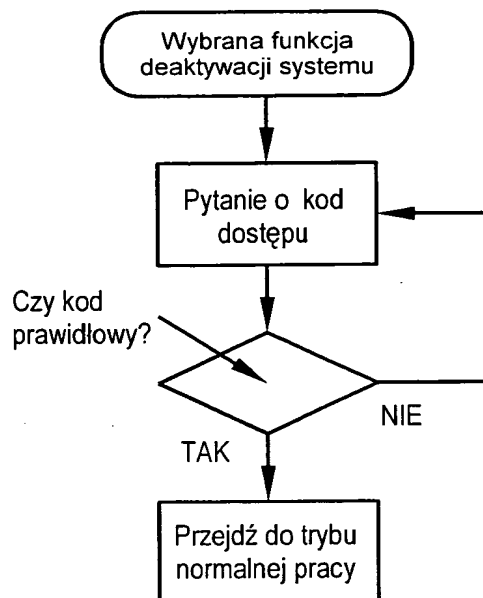 Wybrana funkcja
deaktywacji systemu
Pytanie o kod
dostępu
Czy kod
prawidłowy?
NIE
TAK
Przejdź do trybu
normalnej pracy